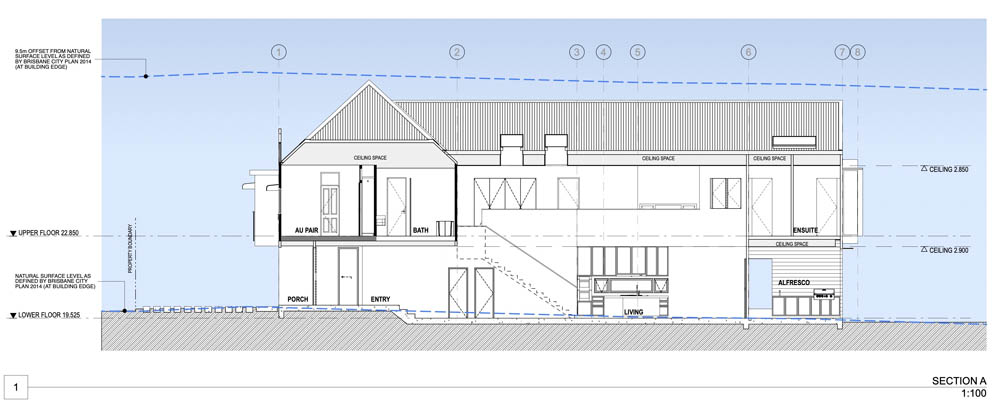 9.5m OFFSET FROM NATURAL
SURFACE LEVEL AS DEFINED
BY BRISBANE CITY PLAN 2014
(AT BUILDING EDGE)
1
2
3
4
5
6
7
8
CEILING SPACE
CEILING SPACE
CEILING SPACE
CEILING 2.850
AU PAIR
BATH
ENSUITE
UPPER FLOOR 22.850
CEILING SPACE
CEILING 2.900
PROPERTY BOUNDARY
NATURAL SURFACE LEVEL AS
DEFINED BY BRISBANE CITY
PLAN 2014 (AT BUILDING EDGE)
ALFRESCO
PORCH
ENTRY
LIVING
LOWER FLOOR 19.525
1
SECTION A
1:100